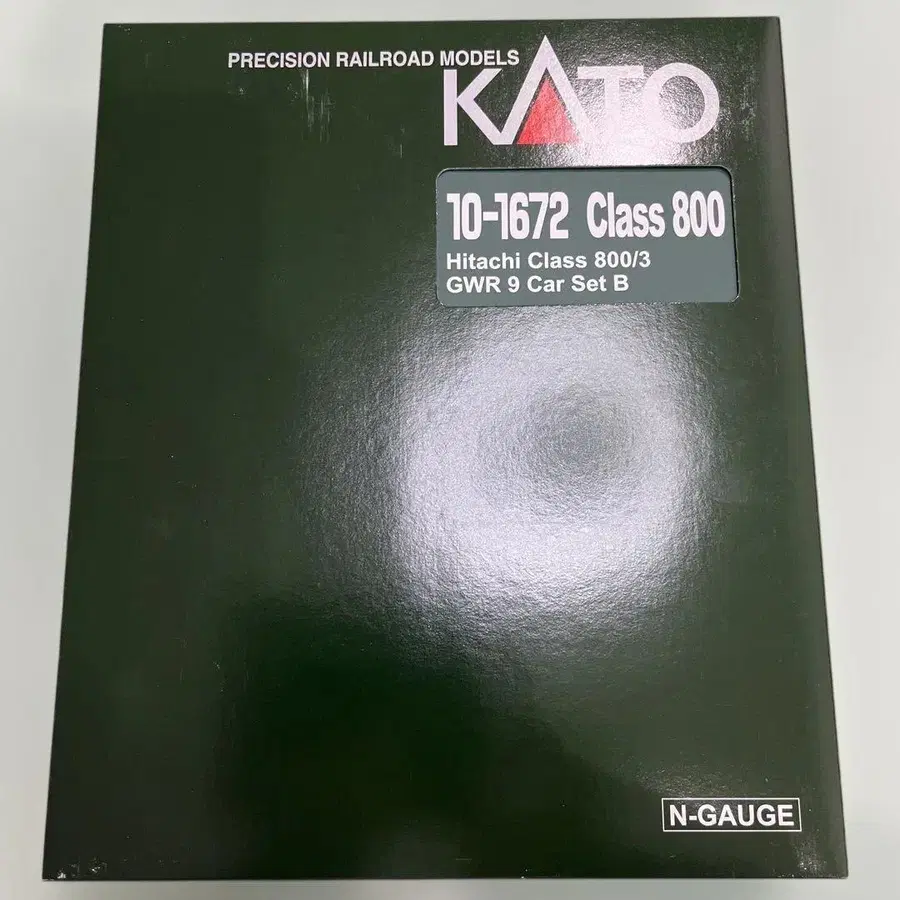 PRECISION RAILROAD MODELS
KATO
10-1672 Class 800
Hitachi Class 800/3
GWR 9 Car Set B
N-GAUGE